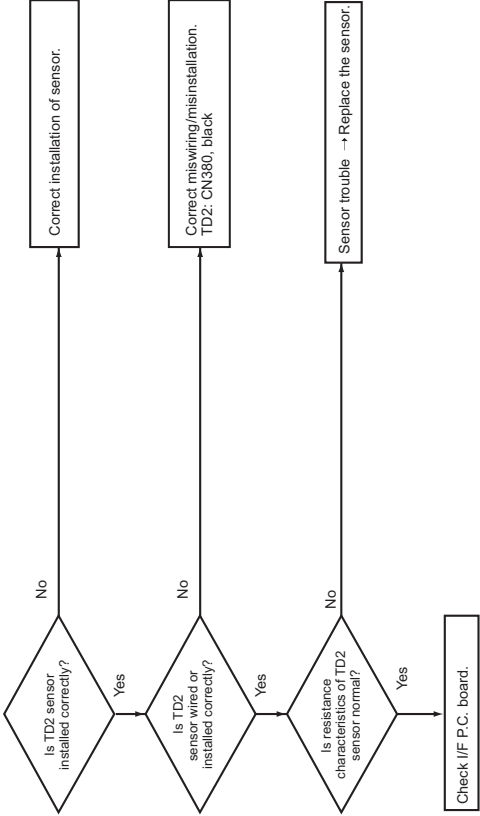 Is TD2 sensor
installed correctly?
No
Correct installation of sensor.
Yes
Is TD2
sensor wired or
installed correctly?
No
Correct miswiring/misinstallation.
TD2: CN380, black
Yes
Is resistance
characteristics of TD2
sensor normal?
No
Sensor trouble → Replace the sensor.
Yes
Check I/F P.C. board.